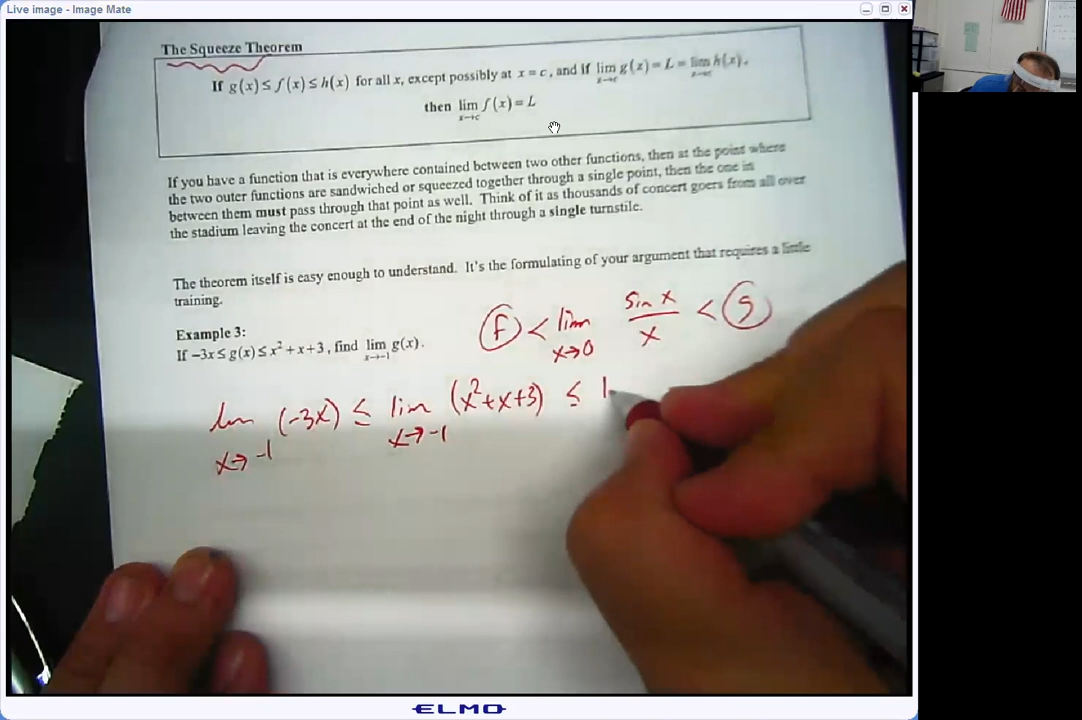 Live image - Image Mate
The Squeeze Theorem
If g(x) ≤ f(x) ≤ h(x) for all x, except possibly at x = c, and if lim x→c g(x) = L = lim x→c h(x),
then lim x→c f(x) = L
If you have a function that is everywhere contained between two other functions, then at the point where
the two outer functions are sandwiched or squeezed together through a single point, then the one in
between them must pass through that point as well. Think of it as thousands of concert goers from all over
the stadium leaving the concert at the end of the night through a single turnstile.
The theorem itself is easy enough to understand. It's the formulating of your argument that requires a little
training.
Example 3:
If -3x ≤ g(x) ≤ x² + x + 3, find lim x→-1 g(x).
f < lim x→0 sin x / x < g
lim x→-1 (-3x) ≤ lim x→-1 (x²+x+3) ≤ l
ELMO